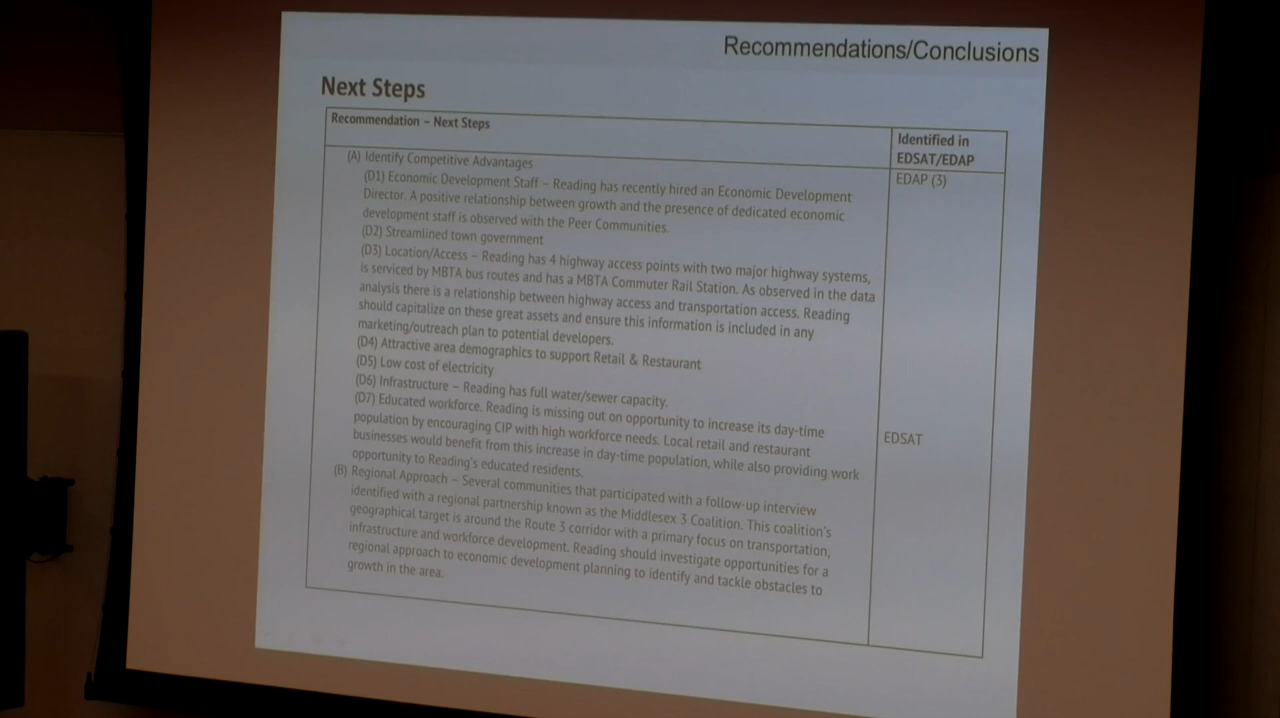 Recommendations/Conclusions
Next Steps
Recommendation – Next Steps
Identified in
EDSAT/EDAP
(A) Identify Competitive Advantages
EDAP (3)
(D1) Economic Development Staff – Reading has recently hired an Economic Development
Director. A positive relationship between growth and the presence of dedicated economic
development staff is observed with the Peer Communities.
(D2) Streamlined town government
(D3) Location/Access – Reading has 4 highway access points with two major highway systems,
is serviced by MBTA bus routes and has a MBTA Commuter Rail Station. As observed in the data
analysis there is a relationship between highway access and transportation access. Reading
should capitalize on these great assets and ensure this information is included in any
marketing/outreach plan to potential developers.
(D4) Attractive area demographics to support Retail & Restaurant
(D5) Low cost of electricity
(D6) Infrastructure – Reading has full water/sewer capacity.
(D7) Educated workforce. Reading is missing out on opportunity to increase its day-time
population by encouraging CIP with high workforce needs. Local retail and restaurant
businesses would benefit from this increase in day-time population, while also providing work
opportunity to Reading's educated residents.
EDSAT
(B) Regional Approach – Several communities that participated with a follow-up interview
identified with a regional partnership known as the Middlesex 3 Coalition. This coalition's
geographical target is around the Route 3 corridor with a primary focus on transportation,
infrastructure and workforce development. Reading should investigate opportunities for a
regional approach to economic development planning to identify and tackle obstacles to
growth in the area.